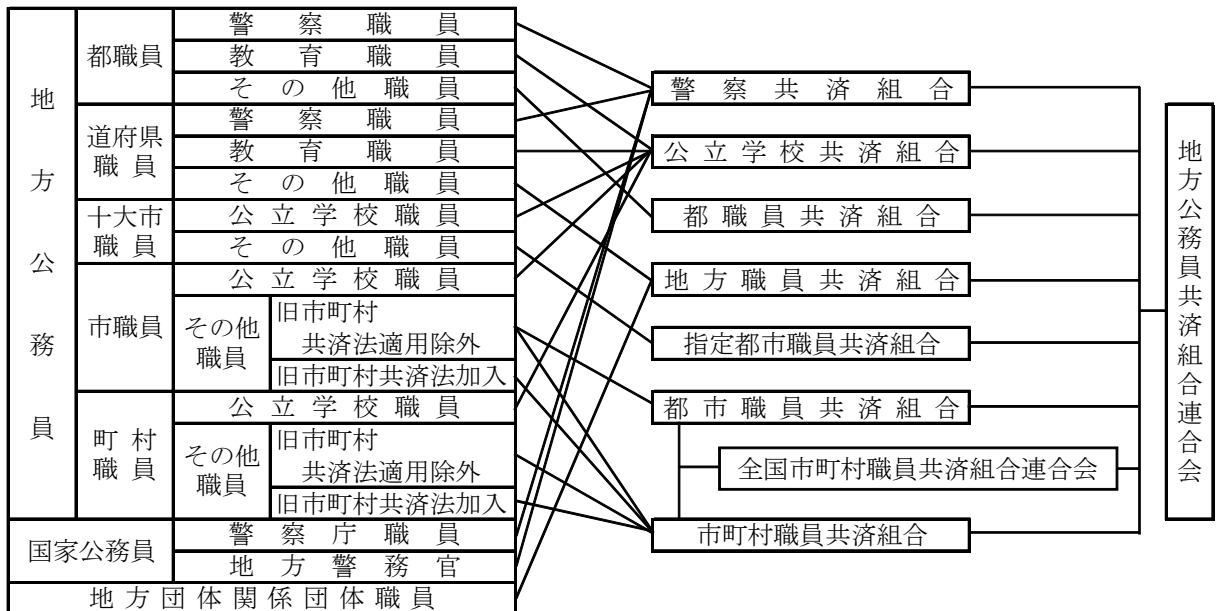 地方公務員
都職員
警察職員
教育職員
その他職員
道府県
職員
警察職員
教育職員
その他職員
十大市
職員
公立学校職員
その他職員
市職員
公立学校職員
その他
職員
旧市町村
共済法適用除外
旧市町村共済法加入
町村
職員
公立学校職員
その他
職員
旧市町村
共済法適用除外
旧市町村共済法加入
国家公務員
警察庁職員
地方警務官
地方団体関係団体職員
警察共済組合
公立学校共済組合
都職員共済組合
地方職員共済組合
指定都市職員共済組合
都市職員共済組合
全国市町村職員共済組合連合会
市町村職員共済組合
地方公務員共済組合連合会